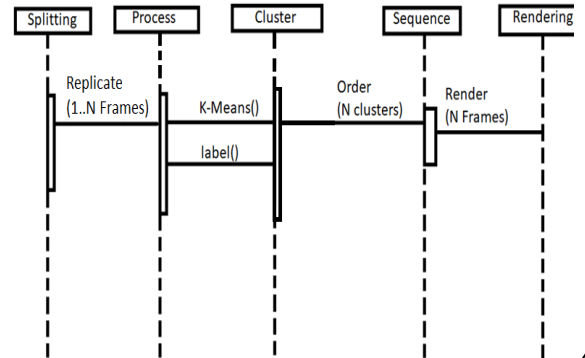 Splitting
Process
Cluster
Sequence
Rendering
Replicate
(1..N Frames)
K-Means()
label()
Order
(N clusters)
Render
(N Frames)